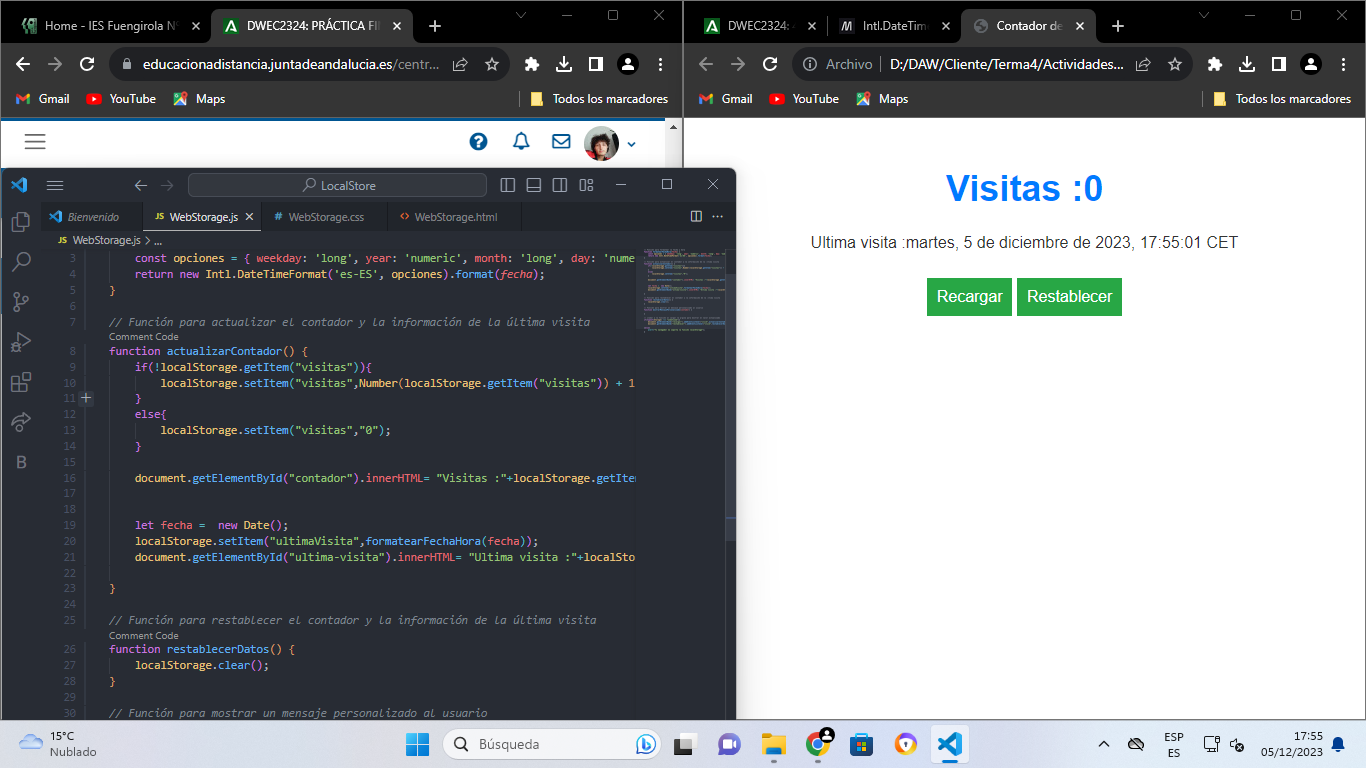 Home - IES Fuengirola Nº
DWEC2324: PRÁCTICA FI
educacionadistancia.juntadeandalucia.es/centr...
Gmail
YouTube
Maps
Todos los marcadores
DWEC2324:
Intl.DateTim
Contador de
Archivo
D:/DAW/Cliente/Terma4/Actividades...
Gmail
YouTube
Maps
Todos los marcadores
LocalStore
Bienvenido
JS WebStorage.js
# WebStorage.css
<> WebStorage.html
JS WebStorage.js > ...
3 const opciones = { weekday: 'long', year: 'numeric', month: 'long', day: 'nume
4 return new Intl.DateTimeFormat('es-ES', opciones).format(fecha);
5 }
6
7 // Función para actualizar el contador y la información de la última visita
Comment Code
8 function actualizarContador() {
9 if(!localStorage.getItem("visitas")){
10 localStorage.setItem("visitas",Number(localStorage.getItem("visitas")) + 1
11 }
12 else{
13 localStorage.setItem("visitas","0");
14 }
15
16 document.getElementById("contador").innerHTML= "Visitas :"+localStorage.getIte
17
18
19 let fecha = new Date();
20 localStorage.setItem("ultimaVisita",formatearFechaHora(fecha));
21 document.getElementById("ultima-visita").innerHTML= "Ultima visita :"+localSto
22
23 }
24
25 // Función para restablecer el contador y la información de la última visita
Comment Code
26 function restablecerDatos() {
27 localStorage.clear();
28 }
29
30 // Función para mostrar un mensaje personalizado al usuario
Visitas :0
Ultima visita :martes, 5 de diciembre de 2023, 17:55:01 CET
Recargar
Restablecer
15°C
Nublado
Búsqueda
ESP
ES
17:55
05/12/2023